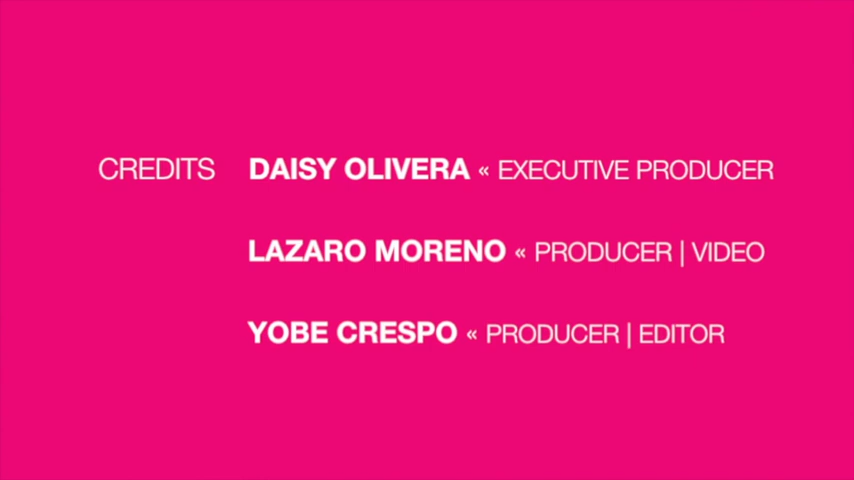 CREDITS DAISY OLIVERA « EXECUTIVE PRODUCER
LAZARO MORENO « PRODUCER | VIDEO
YOBE CRESPO « PRODUCER | EDITOR